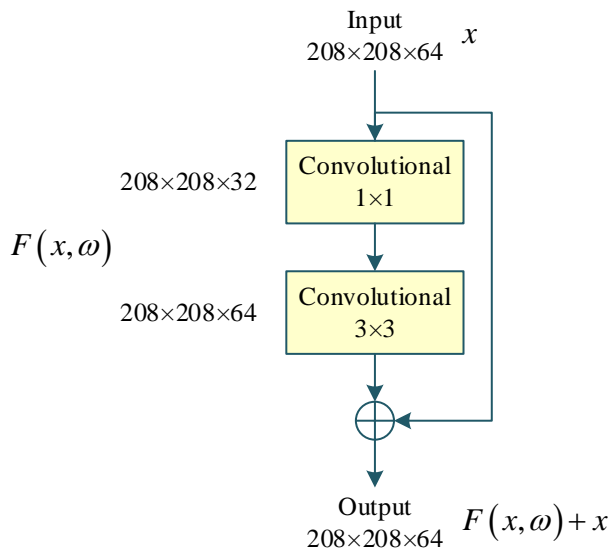 Input
208×208×64
x
Convolutional
1×1
208×208×32
F(x,ω)
Convolutional
3×3
208×208×64
Output
208×208×64
F(x,ω)+x